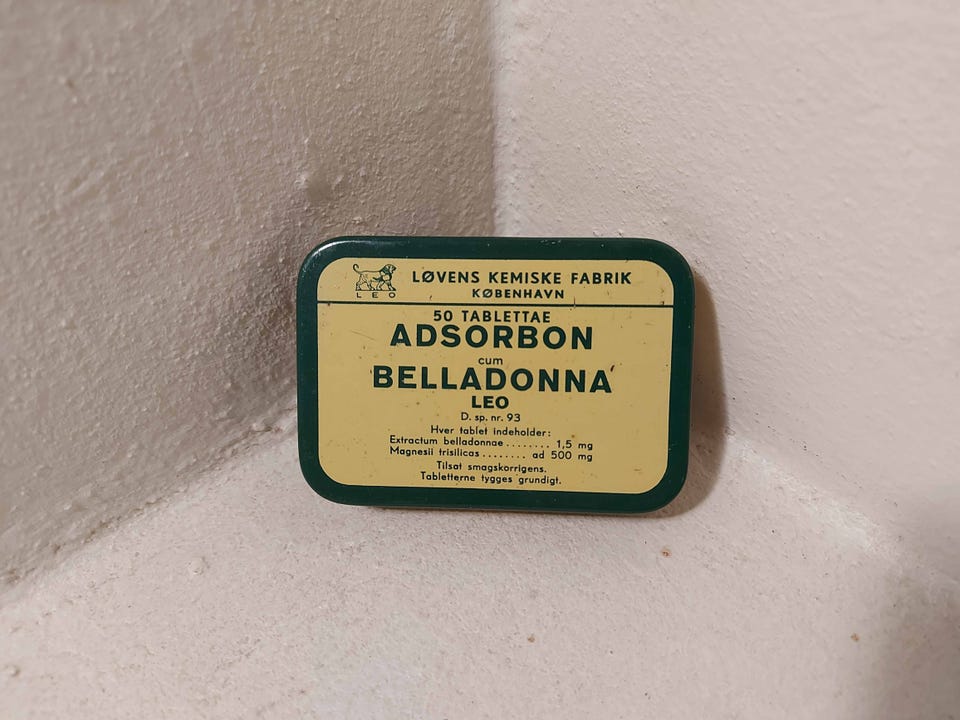 LEO
LØVENS KEMISKE FABRIK
KØBENHAVN
50 TABLETTAE
ADSORBON
cum
BELLADONNA
LEO
D. sp. nr. 93
Hver tablet indeholder:
Extractum belladonnae ........ 1,5 mg
Magnesii trisilicas ........ ad 500 mg
Tilsat smagskorrigens.
Tabletterne tygges grundigt.